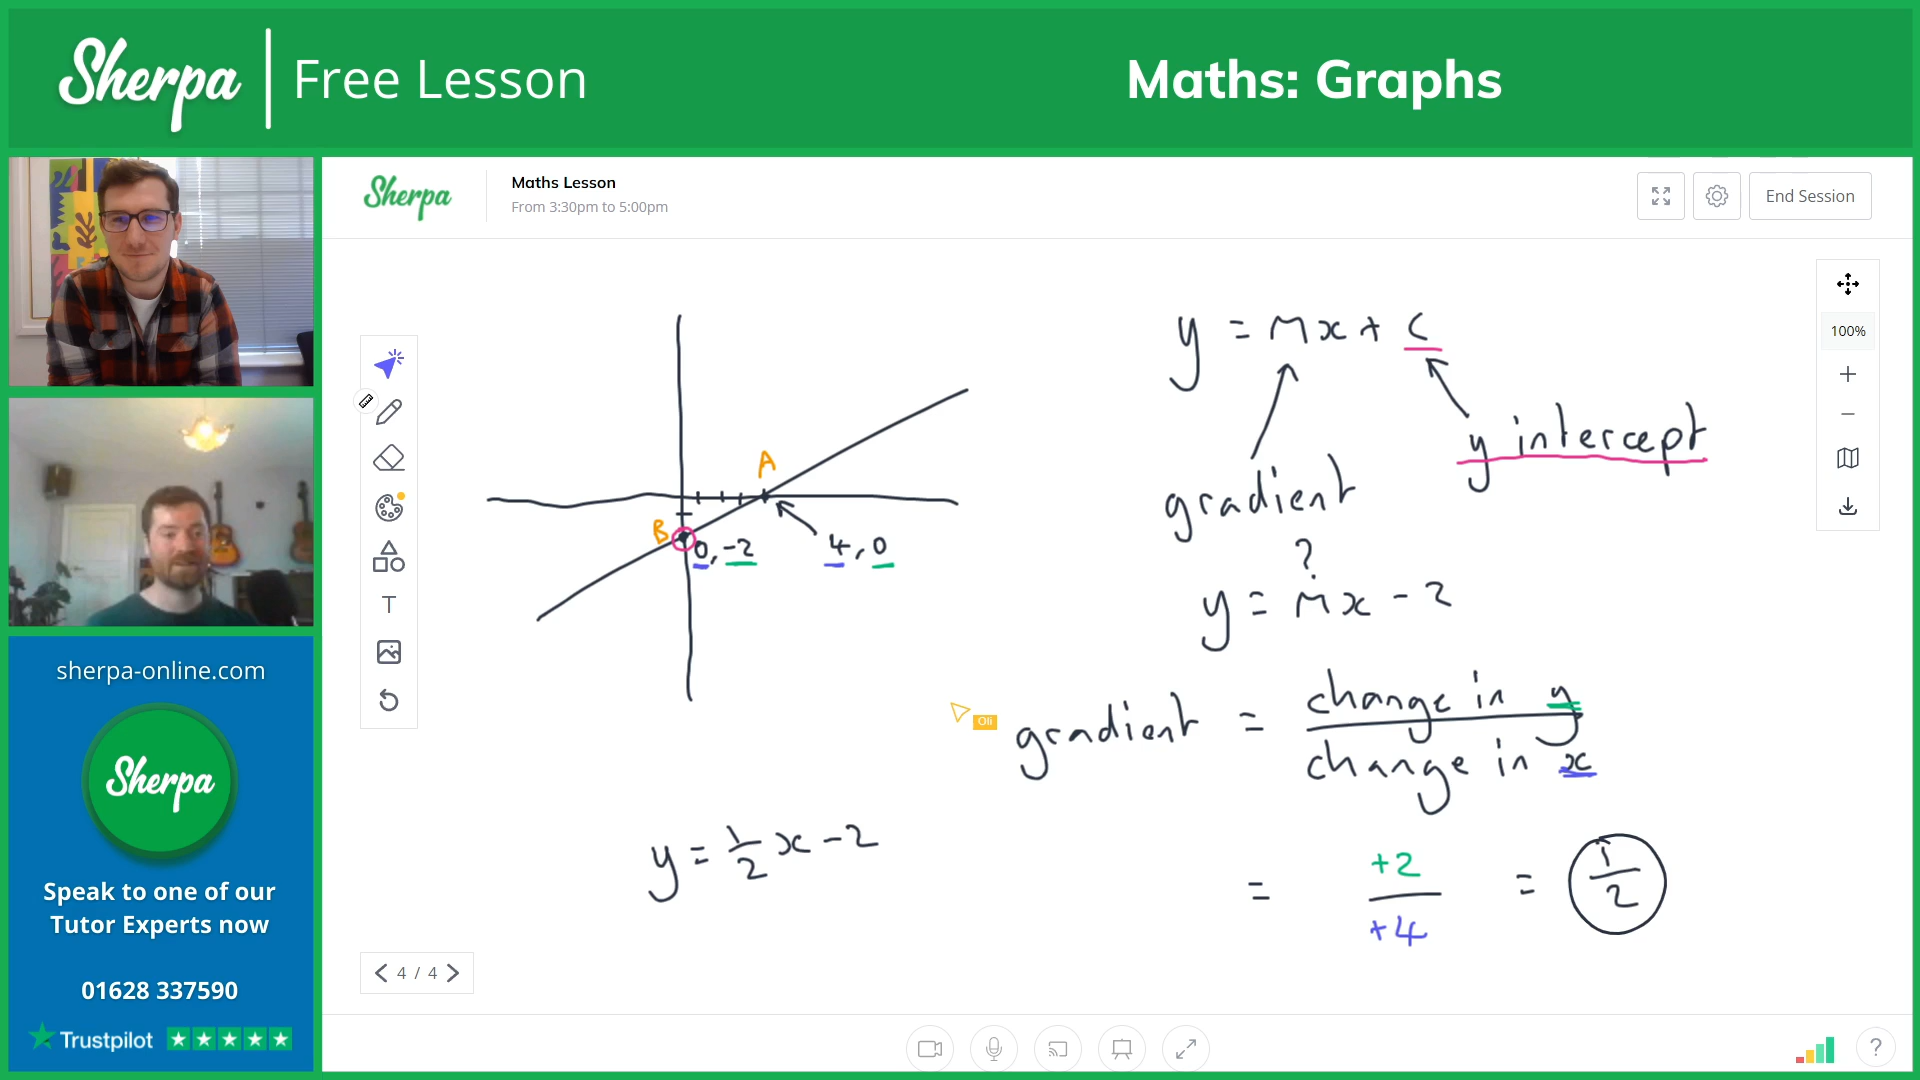 Sherpa | Free Lesson
Maths: Graphs
Sherpa
Maths Lesson
From 3:30pm to 5:00pm
End Session
100%
T
A
B
0, -2
4, 0
y = mx + c
gradient
y intercept
?
y = mx - 2
gradient = change in y
change in x
= +2
+4
= 1
2
y = 1/2 x - 2
Oli
4 / 4
?
sherpa-online.com
Sherpa
Speak to one of our
Tutor Experts now
01628 337590
Trustpilot